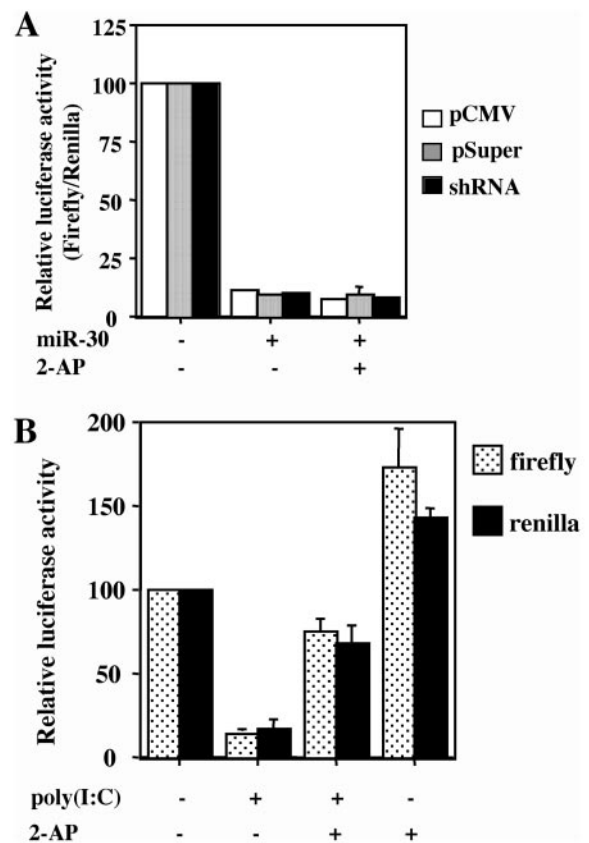 A
125
100
75
50
25
0
Relative luciferase activity
(Firefly/Renilla)
pCMV
pSuper
shRNA
miR-30 - + +
2-AP - - +
B
200
150
100
50
0
Relative luciferase activity
firefly
renilla
poly(I:C) - + + -
2-AP - - + +